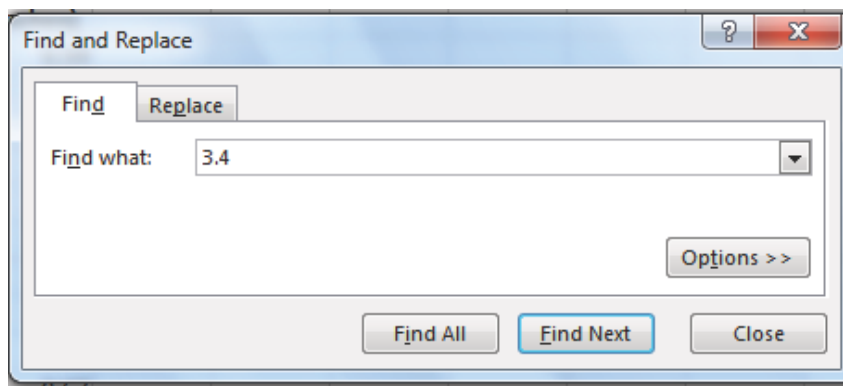 Find and Replace
Find Replace
Find what: 3.4
Options >>
Find All Find Next Close